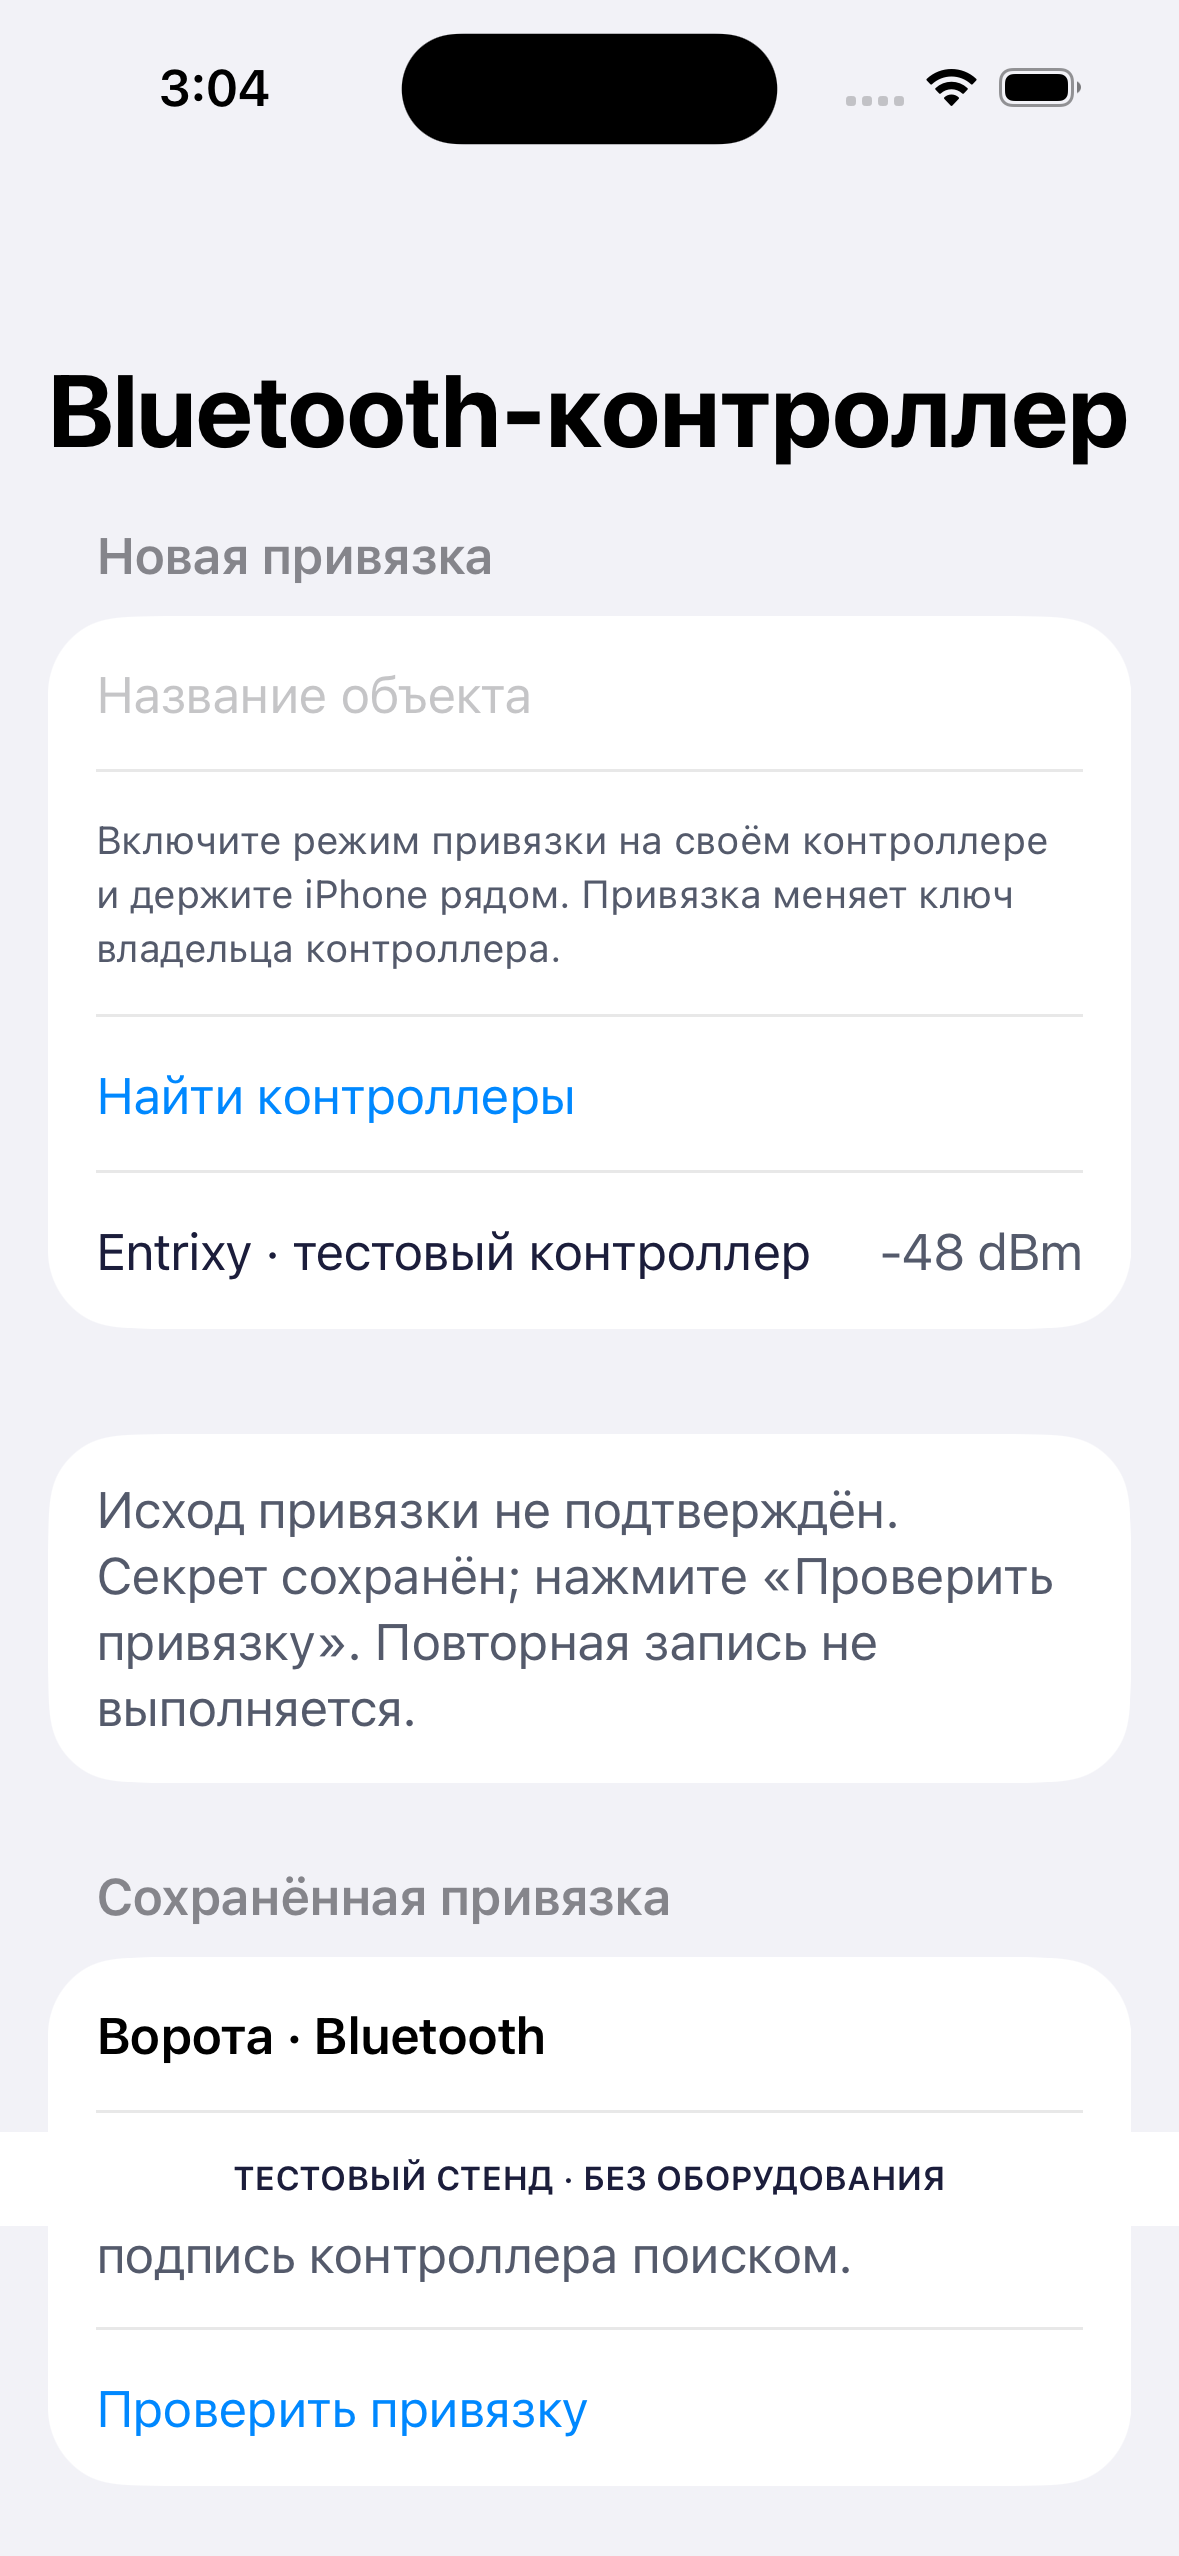 3:04
Bluetooth-контроллер
Новая привязка
Название объекта
Включите режим привязки на своём контроллере
и держите iPhone рядом. Привязка меняет ключ
владельца контроллера.
Найти контроллеры
Entrixy · тестовый контроллер -48 dBm
Исход привязки не подтверждён.
Секрет сохранён; нажмите «Проверить
привязку». Повторная запись не
выполняется.
Сохранённая привязка
Ворота · Bluetooth
ТЕСТОВЫЙ СТЕНД · БЕЗ ОБОРУДОВАНИЯ
подпись контроллера поиском.
Проверить привязку